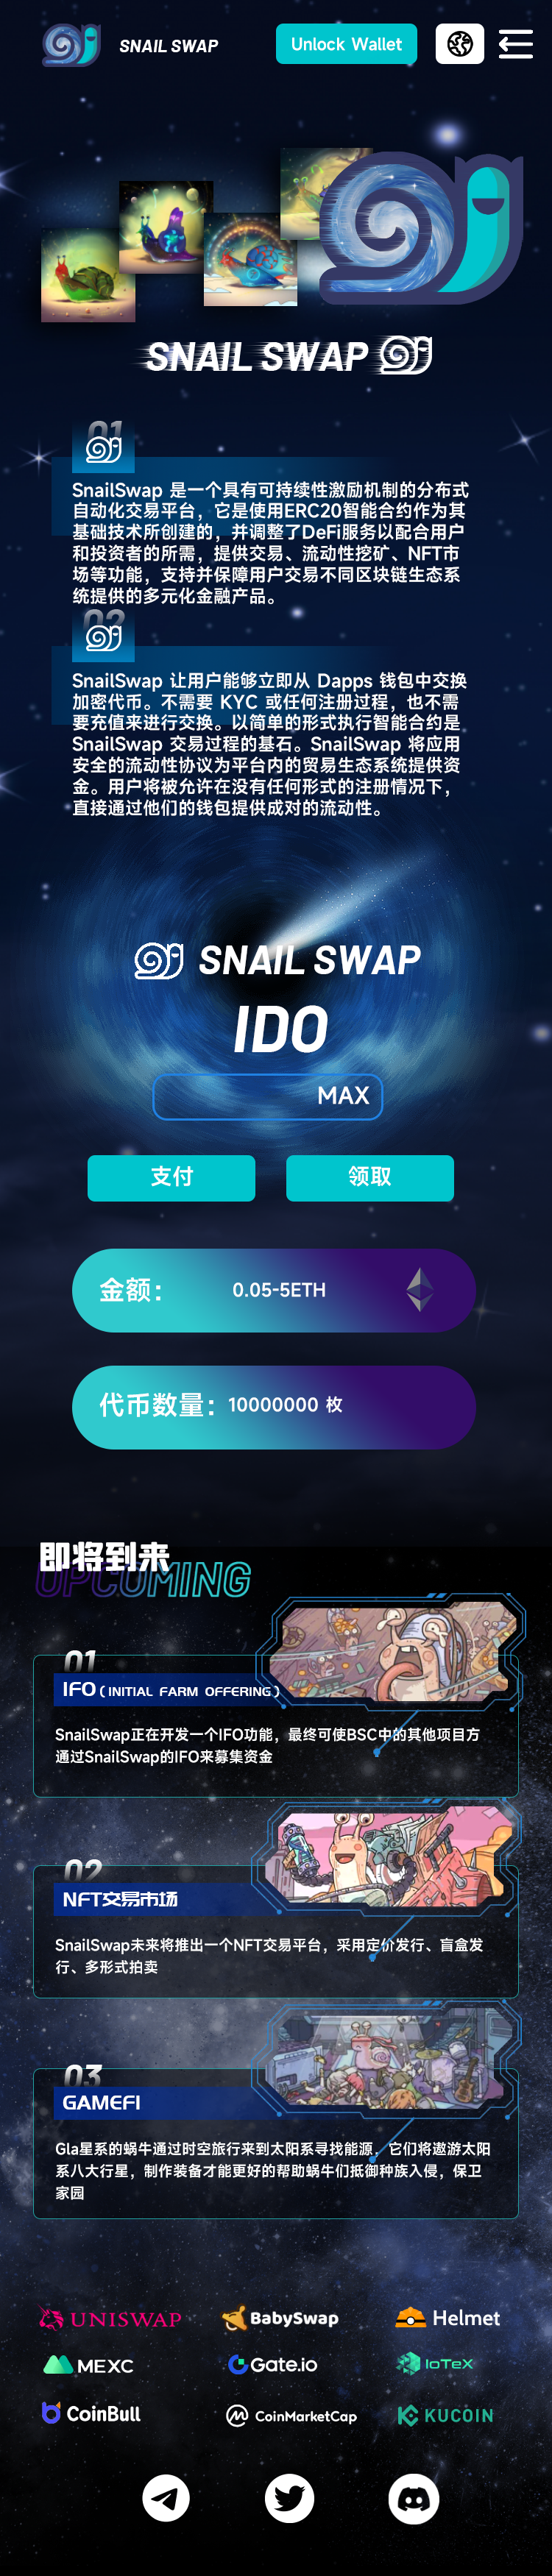 SNAIL SWAP
Unlock Wallet
SNAIL SWAP
01
SnailSwap 是一个具有可持续性激励机制的分布式
自动化交易平台，它是使用ERC20智能合约作为其
基础技术所创建的，并调整了DeFi服务以配合用户
和投资者的所需，提供交易、流动性挖矿、NFT市
场等功能，支持并保障用户交易不同区块链生态系
统提供的多元化金融产品。
02
SnailSwap 让用户能够立即从 Dapps 钱包中交换
加密代币。不需要 KYC 或任何注册过程，也不需
要充值来进行交换。以简单的形式执行智能合约是
SnailSwap 交易过程的基石。SnailSwap 将应用
安全的流动性协议为平台内的贸易生态系统提供资
金。用户将被允许在没有任何形式的注册情况下，
直接通过他们的钱包提供成对的流动性。
SNAIL SWAP
IDO
MAX
支付
领取
金额：
0.05-5ETH
代币数量：
10000000 枚
即将到来
UPCOMING
01
IFO ( INITIAL FARM OFFERING )
SnailSwap正在开发一个IFO功能，最终可使BSC中的其他项目方
通过SnailSwap的IFO来募集资金
02
NFT交易市场
SnailSwap未来将推出一个NFT交易平台，采用定价发行、盲盒发
行、多形式拍卖
03
GAMEFI
Gla星系的蜗牛通过时空旅行来到太阳系寻找能源，它们将遨游太阳
系八大行星，制作装备才能更好的帮助蜗牛们抵御种族入侵，保卫
家园
UNISWAP
BabySwap
Helmet
MEXC
Gate.io
IoTeX
CoinBull
CoinMarketCap
KUCOIN